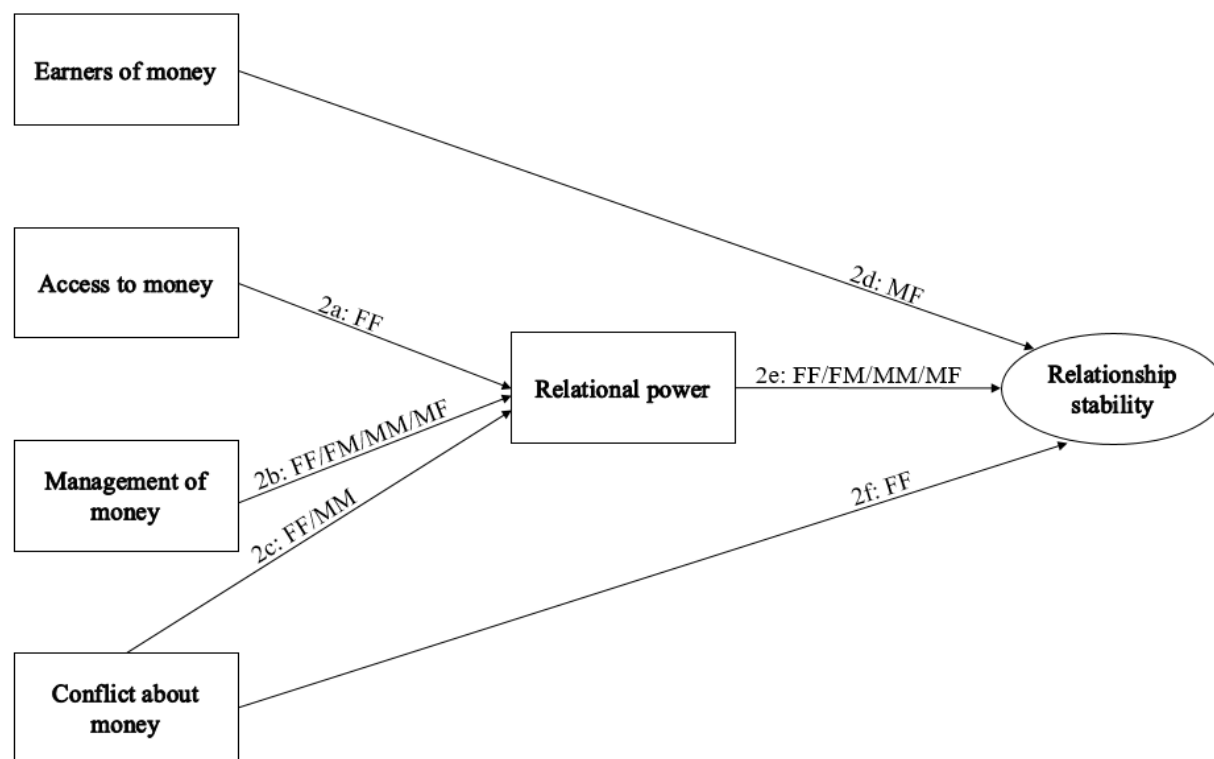 Earners of money
2d: MF
Access to money
2a: FF
Relational power
2e: FF/FM/MM/MF
Relationship
stability
Management of
money
2b: FF/FM/MM/MF
2c: FF/MM
2f: FF
Conflict about
money